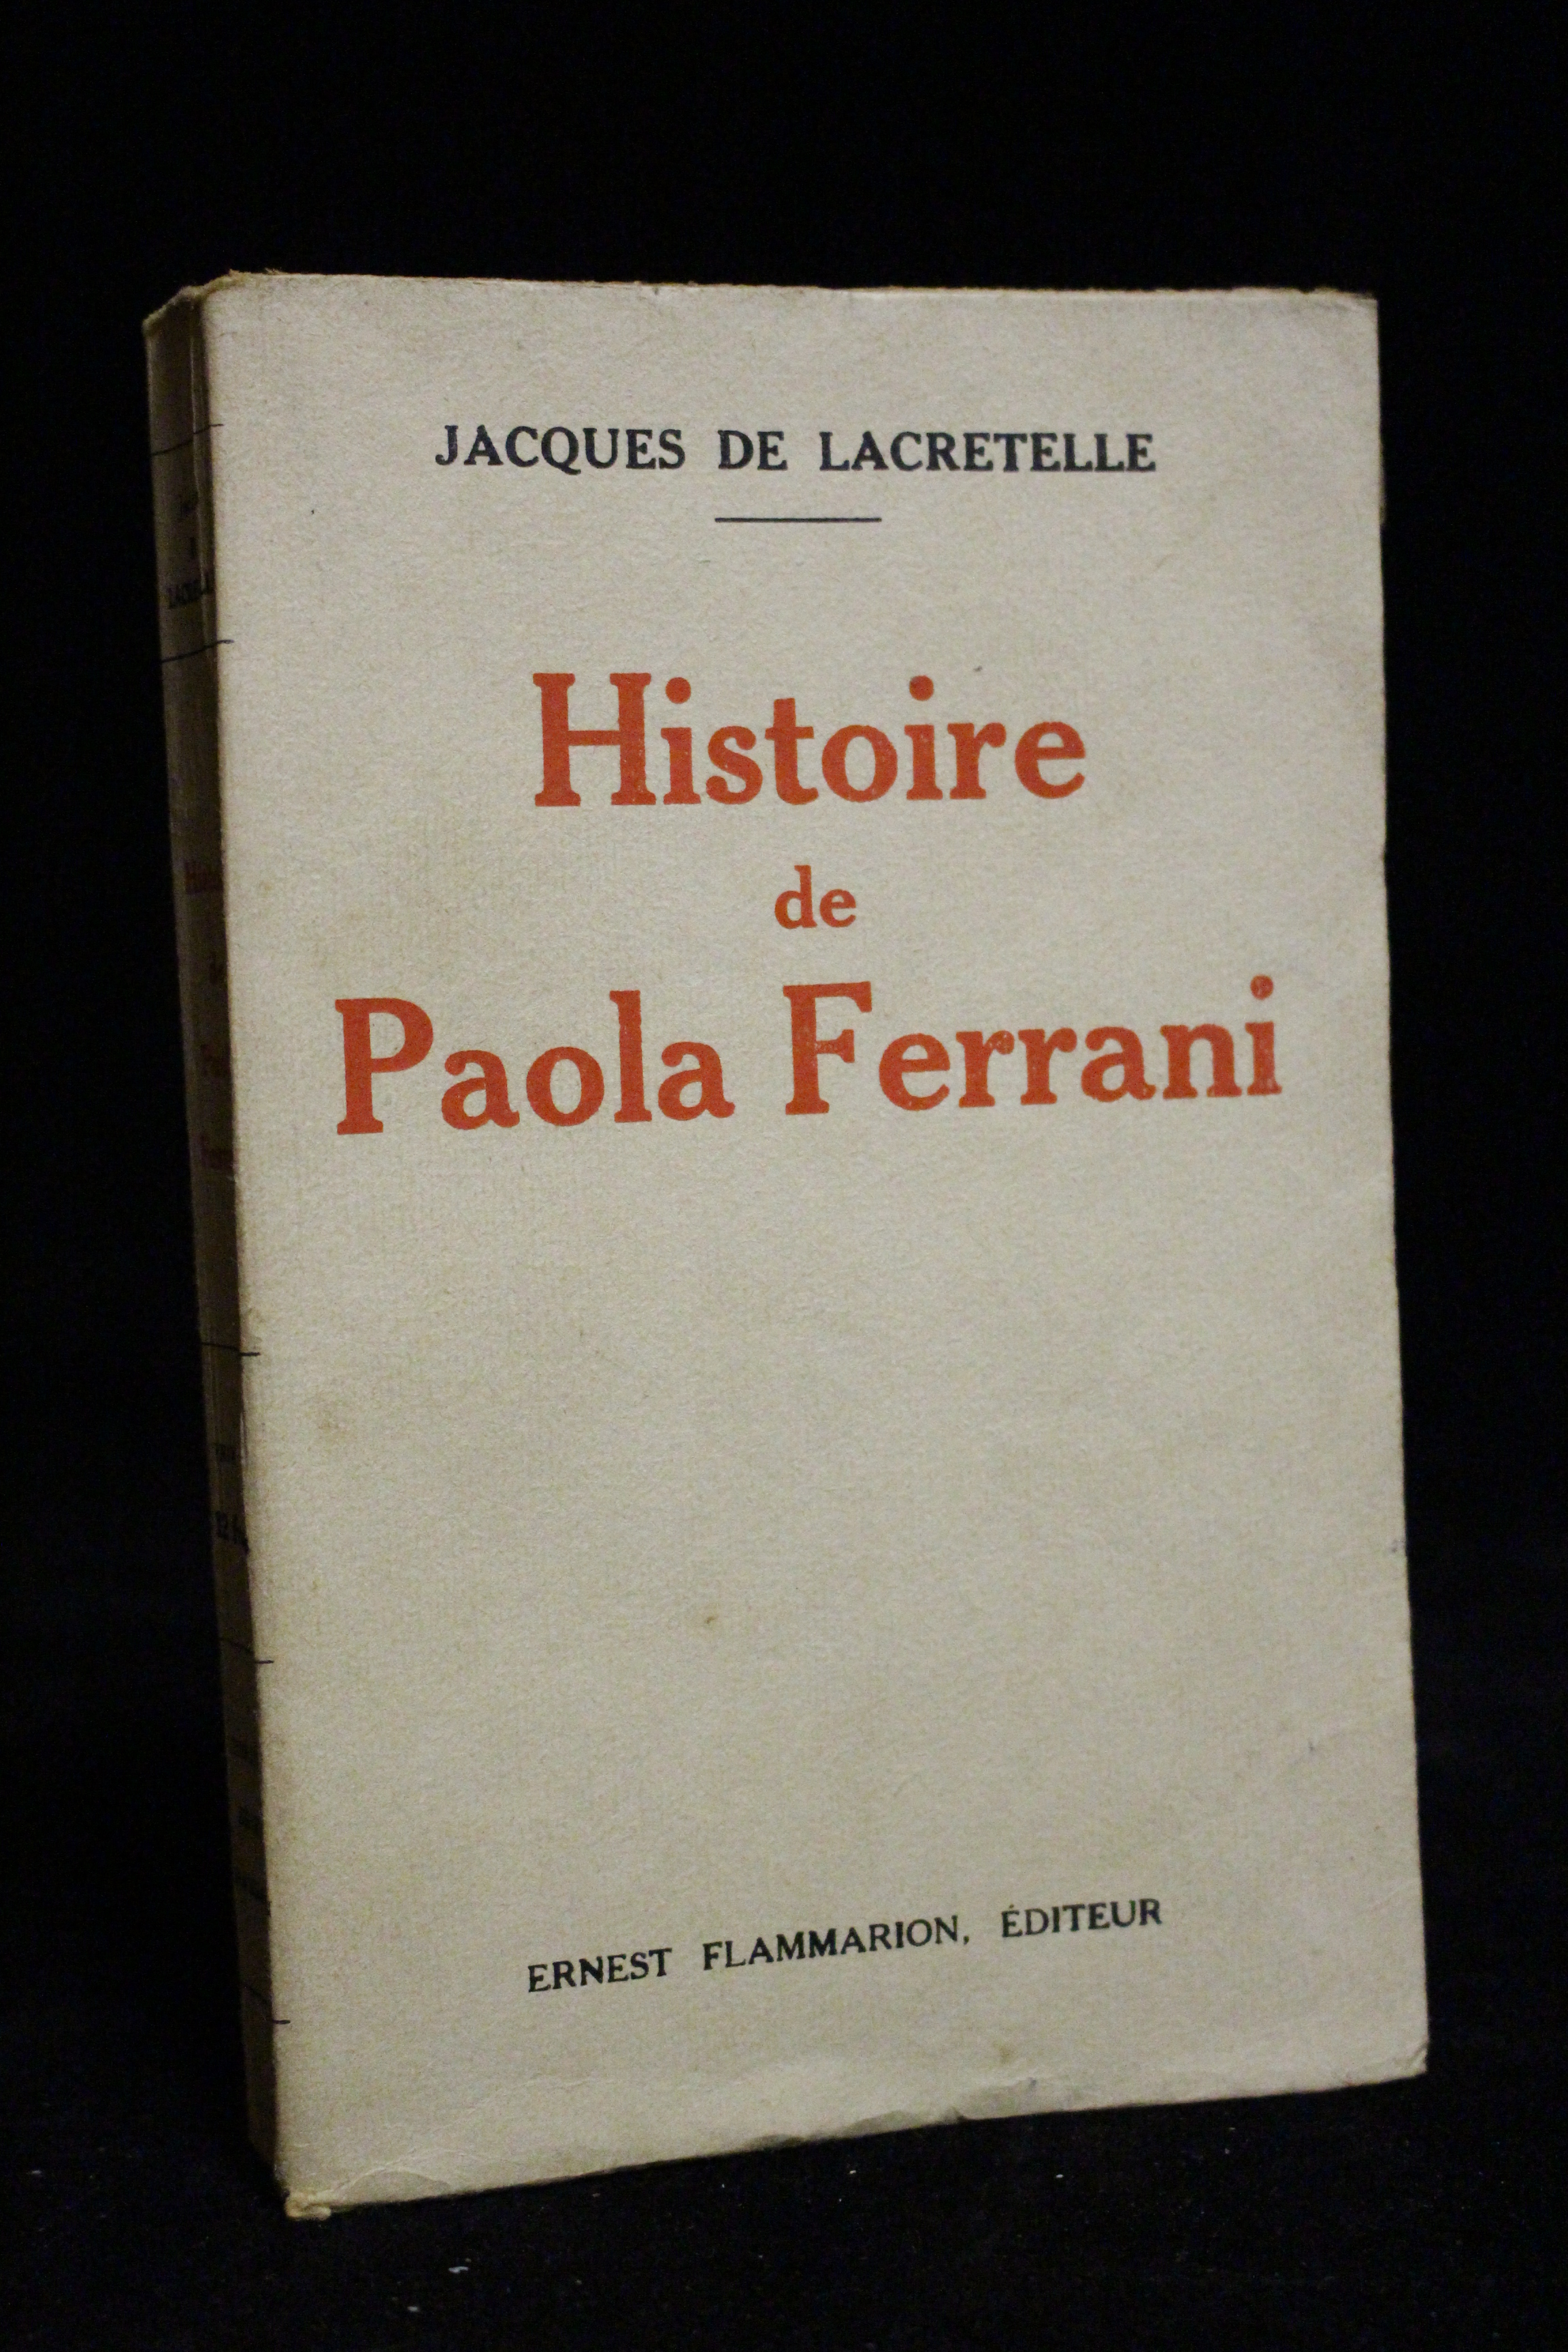 JACQUES DE LACRETELLE
Histoire
de
Paola Ferrani
ERNEST FLAMMARION, ÉDITEUR